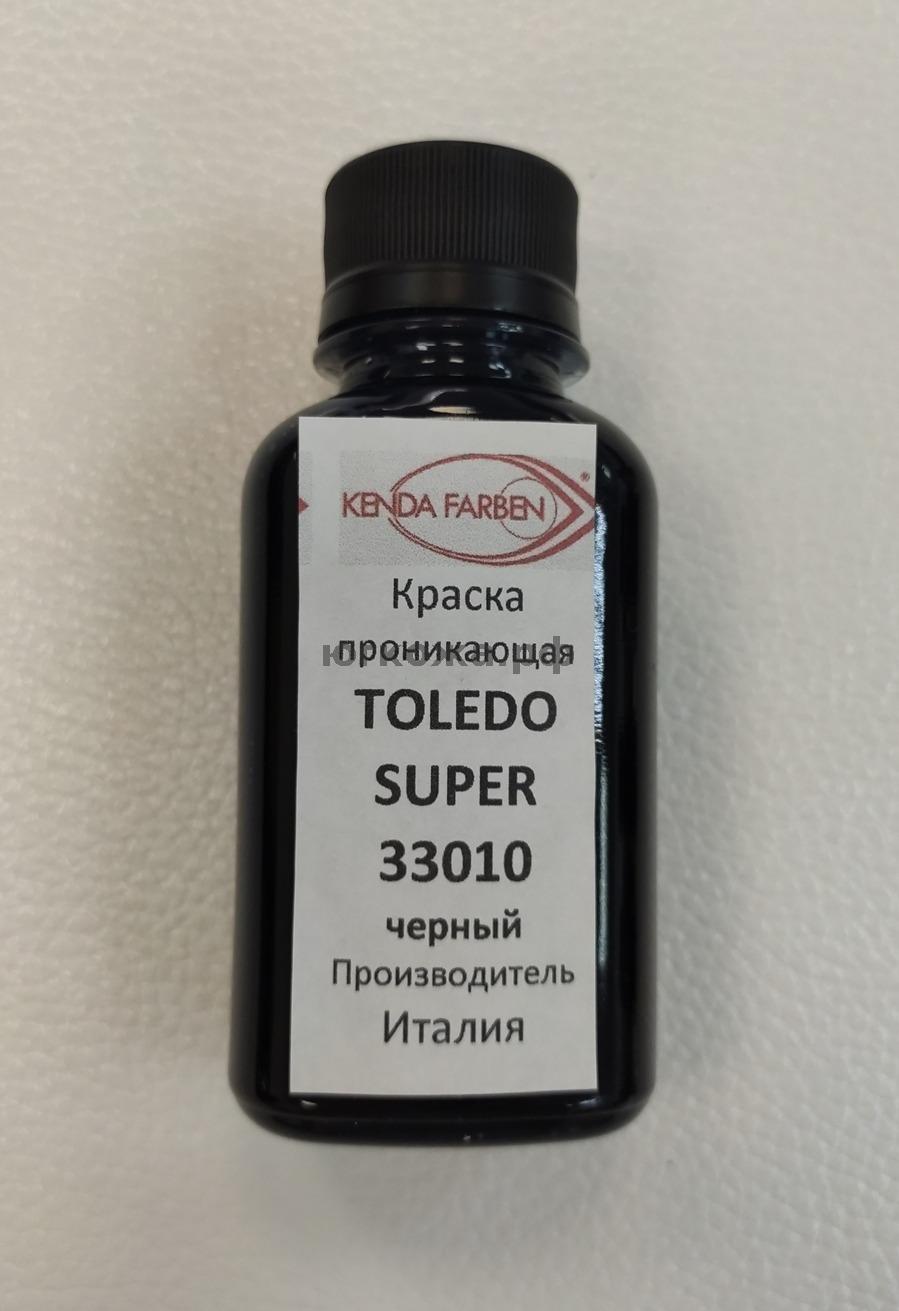 KENDA FARBEN
®
Краска
проникающая
TOLEDO
SUPER
33010
черный
Производитель
Италия